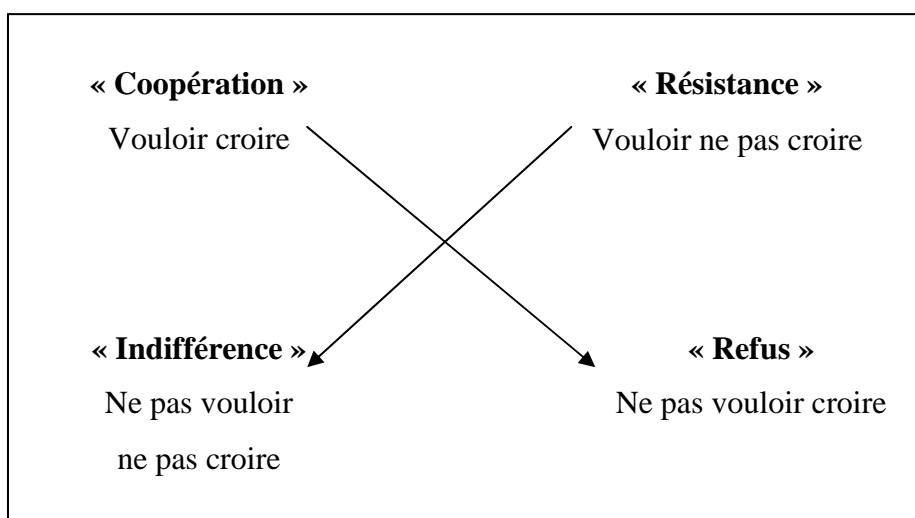 « Coopération »
Vouloir croire
« Résistance »
Vouloir ne pas croire
« Indifférence »
Ne pas vouloir
ne pas croire
« Refus »
Ne pas vouloir croire